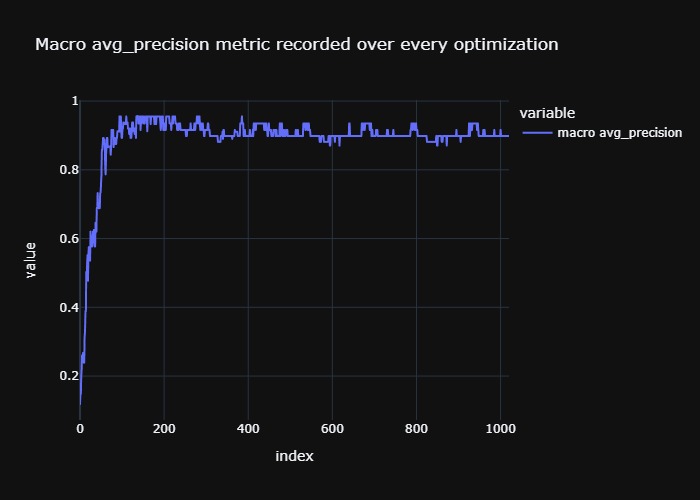 Macro avg_precision metric recorded over every optimization
variable
macro avg_precision
value
1
0.8
0.6
0.4
0.2
0
200
400
600
800
1000
index